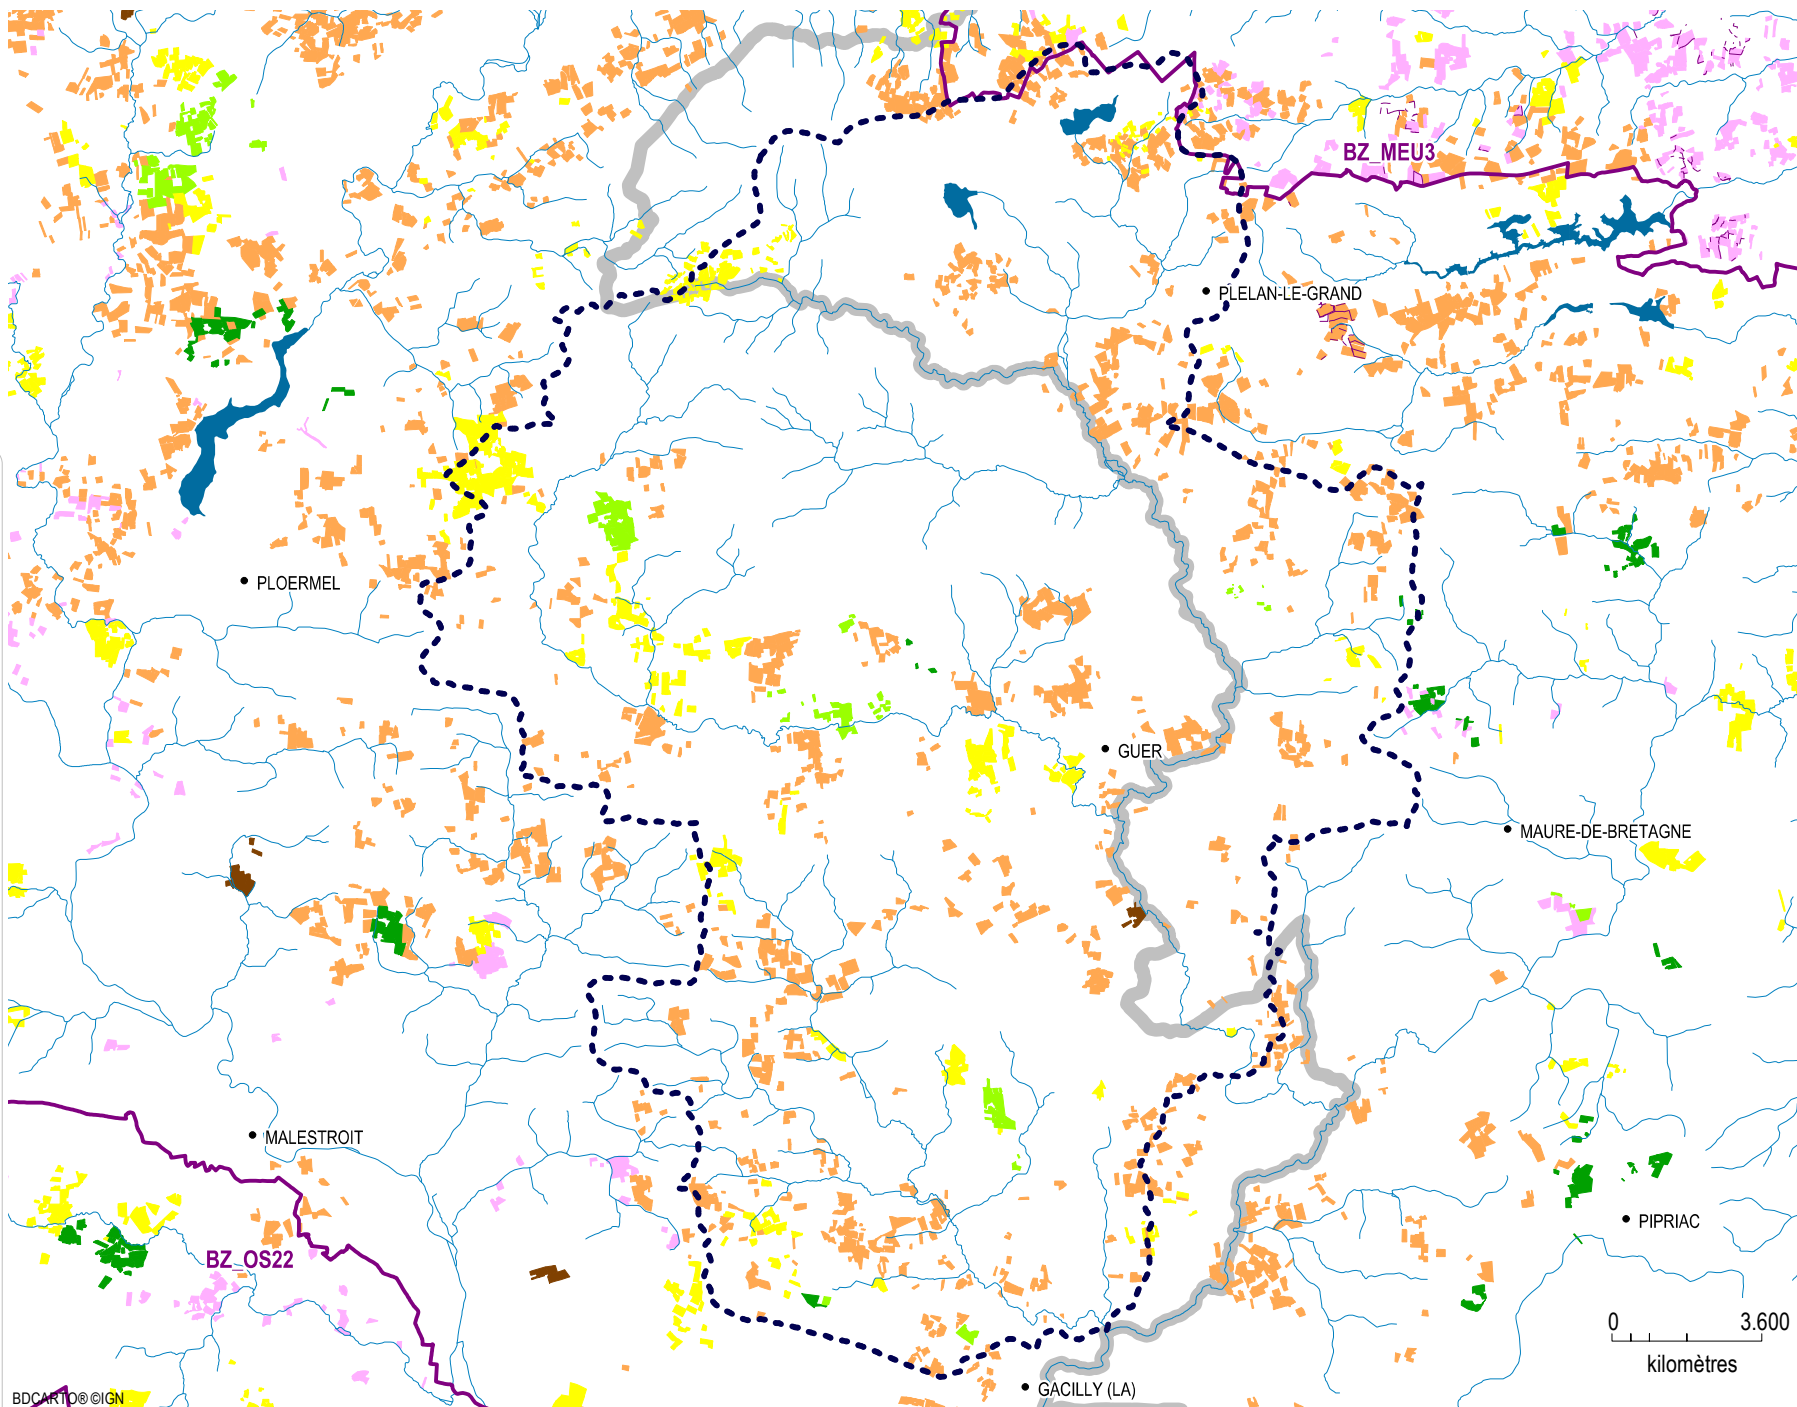 BZ_MEU3
PLELAN-LE-GRAND
PLOERMEL
GUER
MAURE-DE-BRETAGNE
MALESTROIT
PIPRIAC
BZ_OS22
0 3.600
kilomètres
GACILLY (LA)
BDCARTO® ©IGN